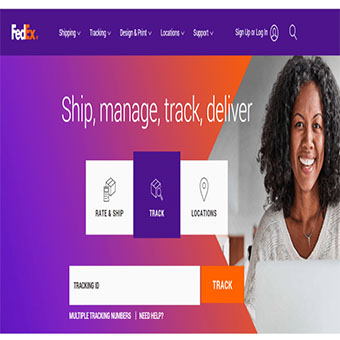 FedEx
Shipping Tracking Design & Print Locations Support Sign Up or Log In
Ship, manage, track, deliver
RATE & SHIP TRACK LOCATIONS
TRACKING ID TRACK
MULTIPLE TRACKING NUMBERS | NEED HELP?